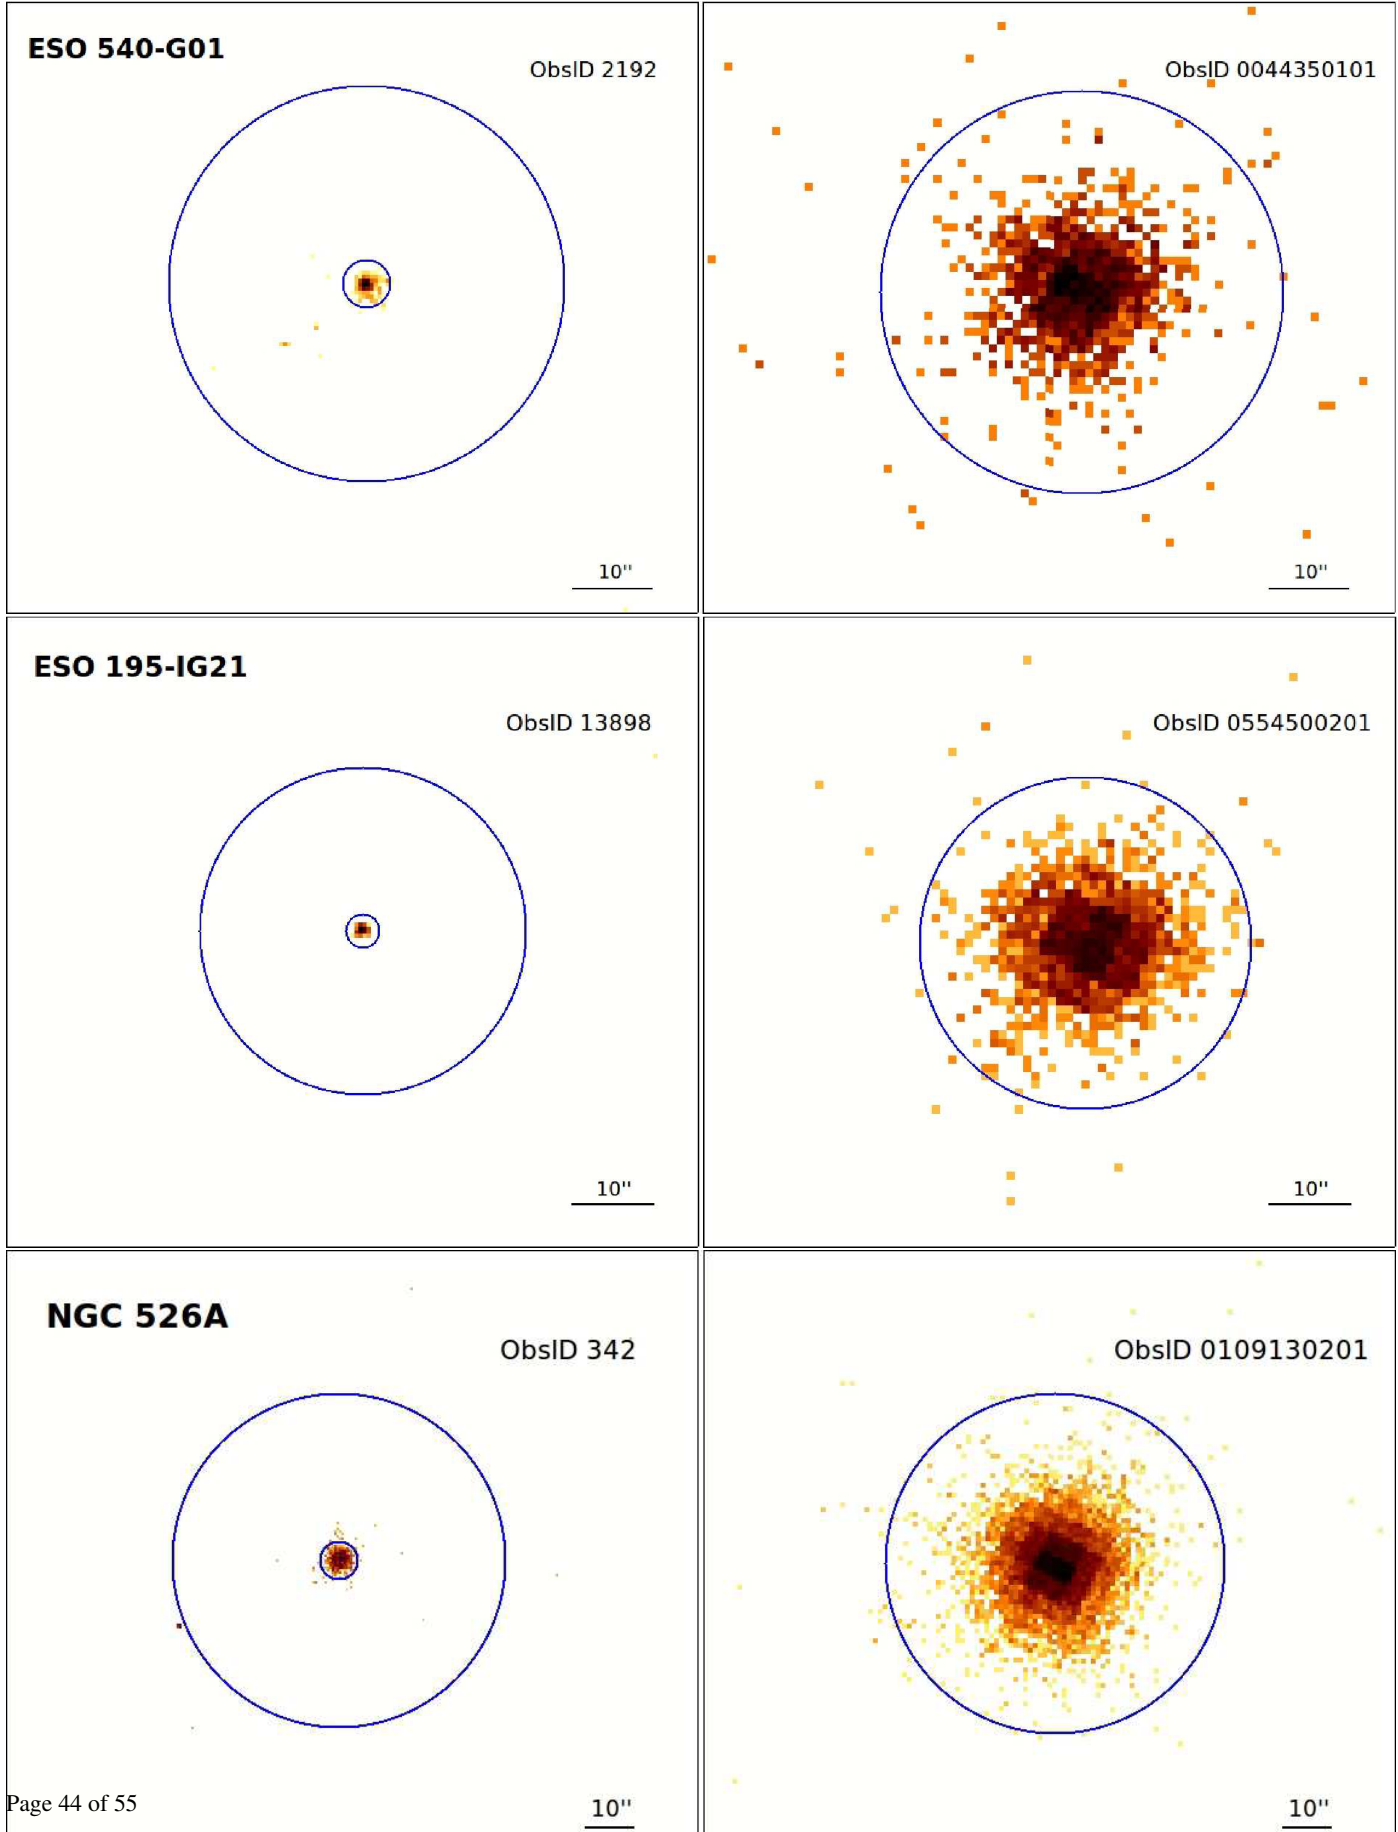 ESO 540-G01
ObsID 2192
ObsID 0044350101
10''
10''
ESO 195-IG21
ObsID 13898
ObsID 0554500201
10''
10''
NGC 526A
ObsID 342
ObsID 0109130201
10''
10''
Page 44 of 55